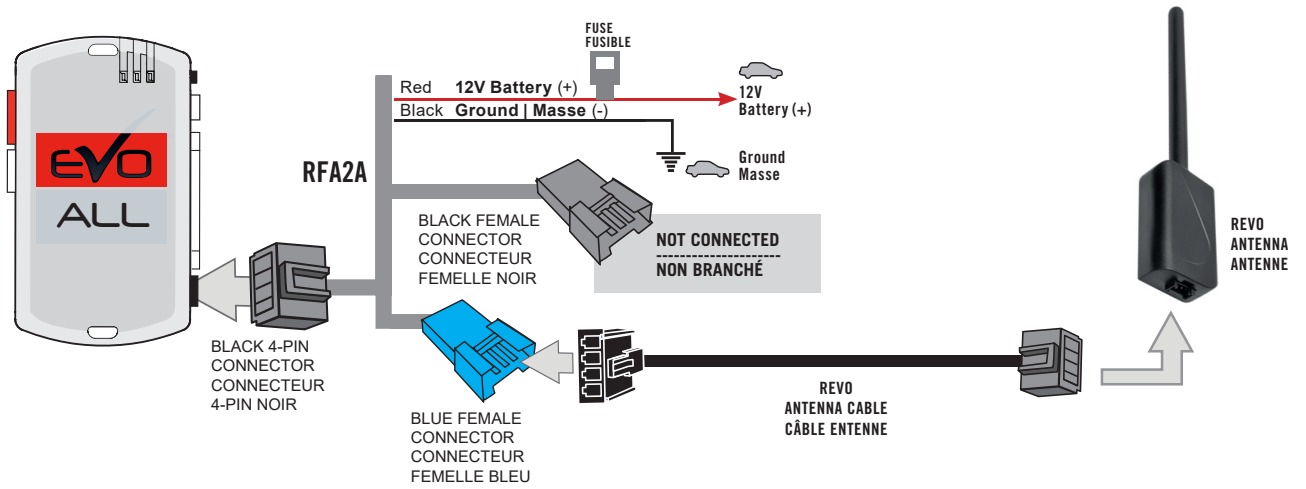 EVO
ALL
FUSE
FUSIBLE
Red 12V Battery (+)
Black Ground | Masse (-)
12V
Battery (+)
Ground
Masse
RFA2A
BLACK FEMALE
CONNECTOR
CONNECTEUR
FEMELLE NOIR
NOT CONNECTED
NON BRANCHÉ
REVO
ANTENNA
ANTENNE
BLACK 4-PIN
CONNECTOR
CONNECTEUR
4-PIN NOIR
BLUE FEMALE
CONNECTOR
CONNECTEUR
FEMELLE BLEU
REVO
ANTENNA CABLE
CÂBLE ENTENNE